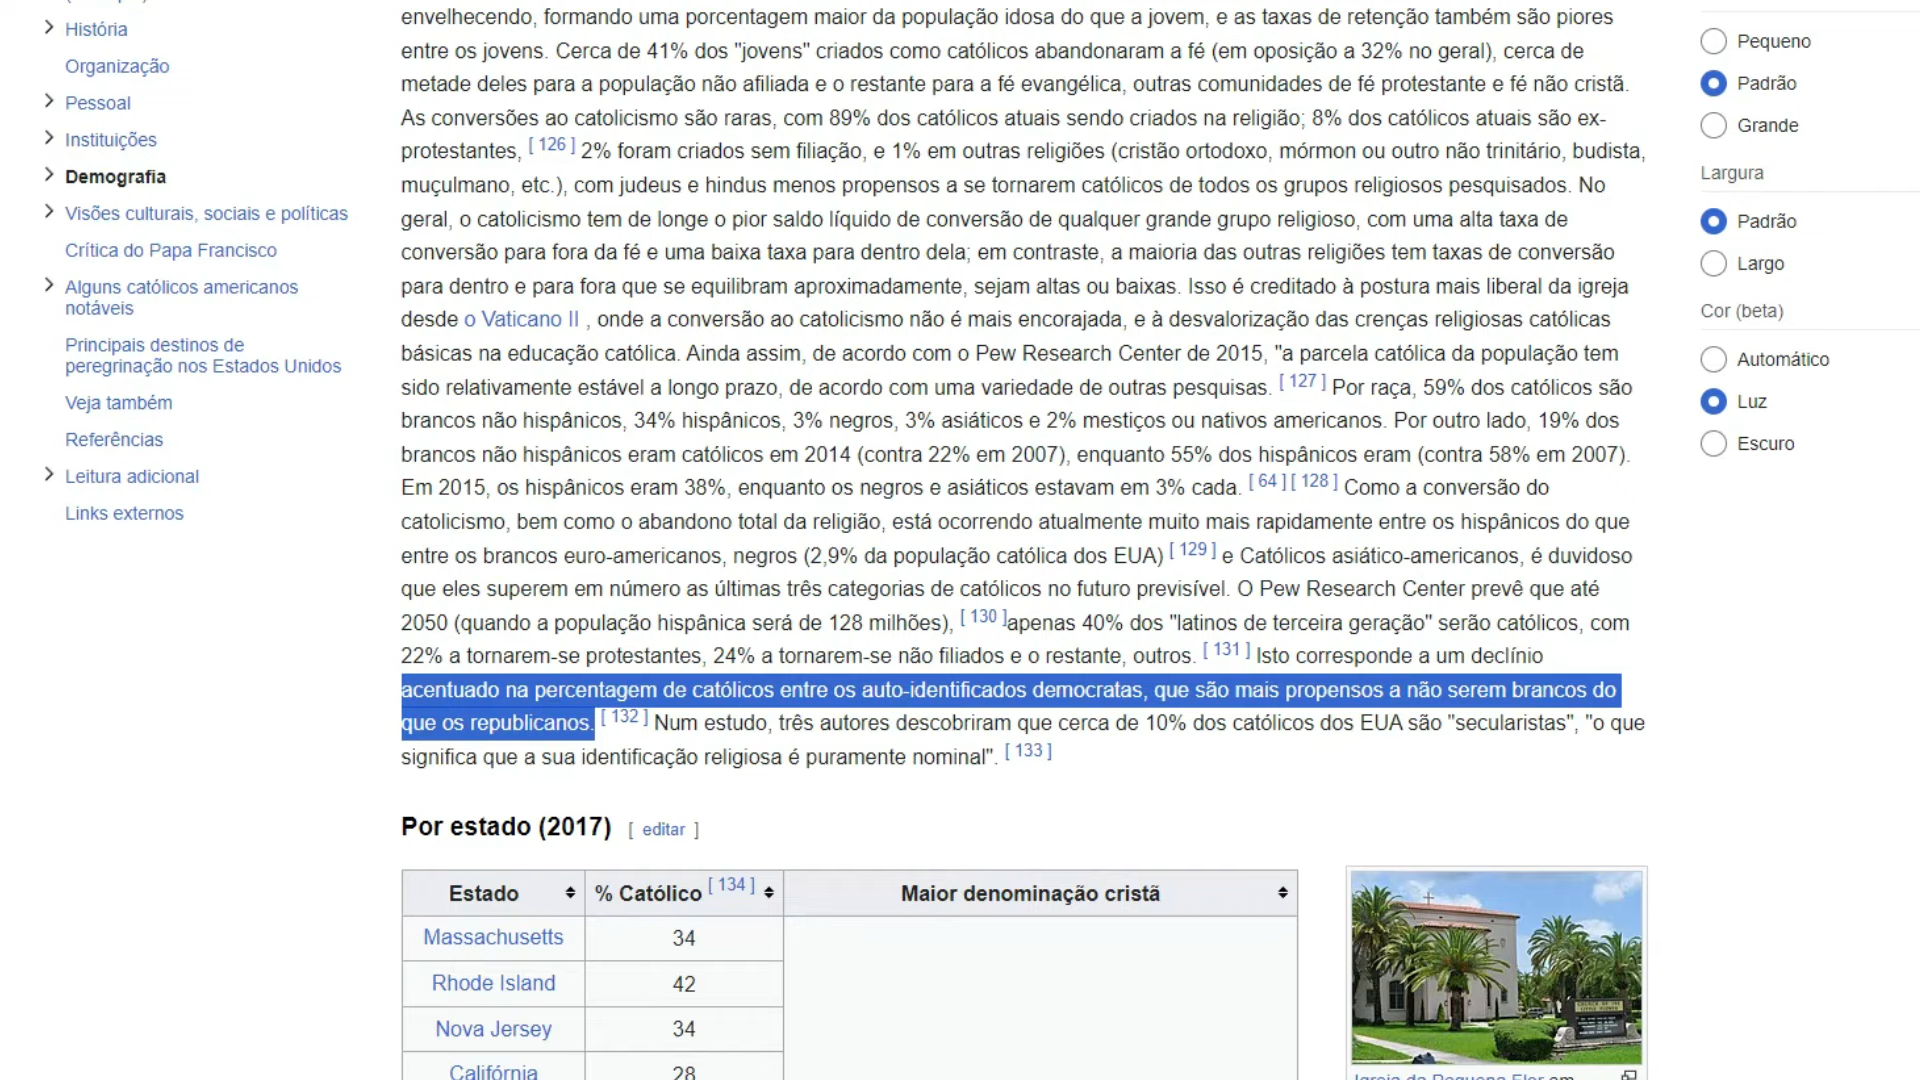 História
Organização
Pessoal
Instituições
Demografia
Visões culturais, sociais e políticas
Crítica do Papa Francisco
Alguns católicos americanos
notáveis
Principais destinos de
peregrinação nos Estados Unidos
Veja também
Referências
Leitura adicional
Links externos
envelhecendo, formando uma porcentagem maior da população idosa do que a jovem, e as taxas de retenção também são piores
entre os jovens. Cerca de 41% dos "jovens" criados como católicos abandonaram a fé (em oposição a 32% no geral), cerca de
metade deles para a população não afiliada e o restante para a fé evangélica, outras comunidades de fé protestante e fé não cristã.
As conversões ao catolicismo são raras, com 89% dos católicos atuais sendo criados na religião; 8% dos católicos atuais são ex-
protestantes, [ 126 ] 2% foram criados sem filiação, e 1% em outras religiões (cristão ortodoxo, mórmon ou outro não trinitário, budista,
muçulmano, etc.), com judeus e hindus menos propensos a se tornarem católicos de todos os grupos religiosos pesquisados. No
geral, o catolicismo tem de longe o pior saldo líquido de conversão de qualquer grande grupo religioso, com uma alta taxa de
conversão para fora da fé e uma baixa taxa para dentro dela; em contraste, a maioria das outras religiões tem taxas de conversão
para dentro e para fora que se equilibram aproximadamente, sejam altas ou baixas. Isso é creditado à postura mais liberal da igreja
desde o Vaticano II , onde a conversão ao catolicismo não é mais encorajada, e à desvalorização das crenças religiosas católicas
básicas na educação católica. Ainda assim, de acordo com o Pew Research Center de 2015, "a parcela católica da população tem
sido relativamente estável a longo prazo, de acordo com uma variedade de outras pesquisas. [ 127 ] Por raça, 59% dos católicos são
brancos não hispânicos, 34% hispânicos, 3% negros, 3% asiáticos e 2% mestiços ou nativos americanos. Por outro lado, 19% dos
brancos não hispânicos eram católicos em 2014 (contra 22% em 2007), enquanto 55% dos hispânicos eram (contra 58% em 2007).
Em 2015, os hispânicos eram 38%, enquanto os negros e asiáticos estavam em 3% cada. [ 64 ] [ 128 ] Como a conversão do
catolicismo, bem como o abandono total da religião, está ocorrendo atualmente muito mais rapidamente entre os hispânicos do que
entre os brancos euro-americanos, negros (2,9% da população católica dos EUA) [ 129 ] e Católicos asiático-americanos, é duvidoso
que eles superem em número as últimas três categorias de católicos no futuro previsível. O Pew Research Center prevê que até
2050 (quando a população hispânica será de 128 milhões), [ 130 ]apenas 40% dos "latinos de terceira geração" serão católicos, com
22% a tornarem-se protestantes, 24% a tornarem-se não filiados e o restante, outros. [ 131 ] Isto corresponde a um declínio
acentuado na percentagem de católicos entre os auto-identificados democratas, que são mais propensos a não serem brancos do
que os republicanos. [ 132 ] Num estudo, três autores descobriram que cerca de 10% dos católicos dos EUA são "secularistas", "o que
significa que a sua identificação religiosa é puramente nominal". [ 133 ]
Por estado (2017) [ editar ]
Estado % Católico [ 134 ] Maior denominação cristã
Massachusetts 34
Rhode Island 42
Nova Jersey 34
Califórnia 28
Igreja da Pequena Flor em
Pequeno
Padrão
Grande
Largura
Padrão
Largo
Cor (beta)
Automático
Luz
Escuro